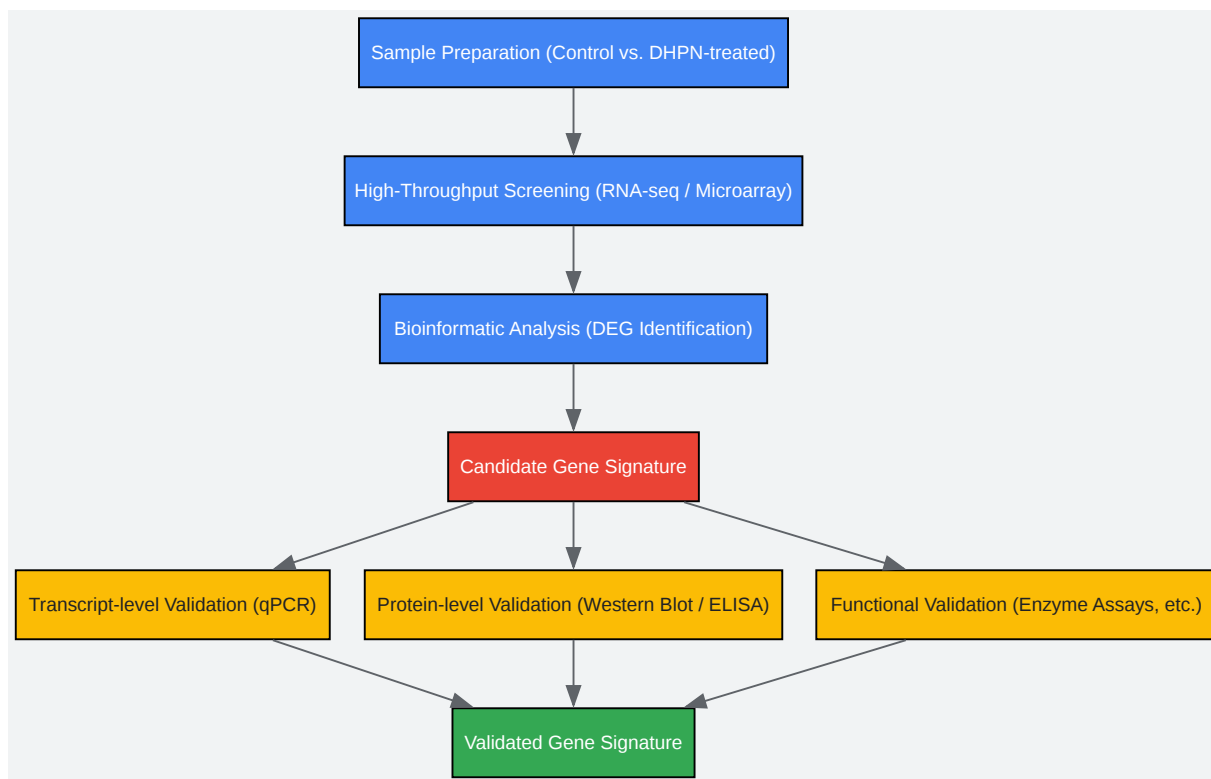 Sample Preparation (Control vs. DHPN-treated)
High-Throughput Screening (RNA-seq / Microarray)
Bioinformatic Analysis (DEG Identification)
Candidate Gene Signature
Transcript-level Validation (qPCR)
Protein-level Validation (Western Blot / ELISA)
Functional Validation (Enzyme Assays, etc.)
Validated Gene Signature